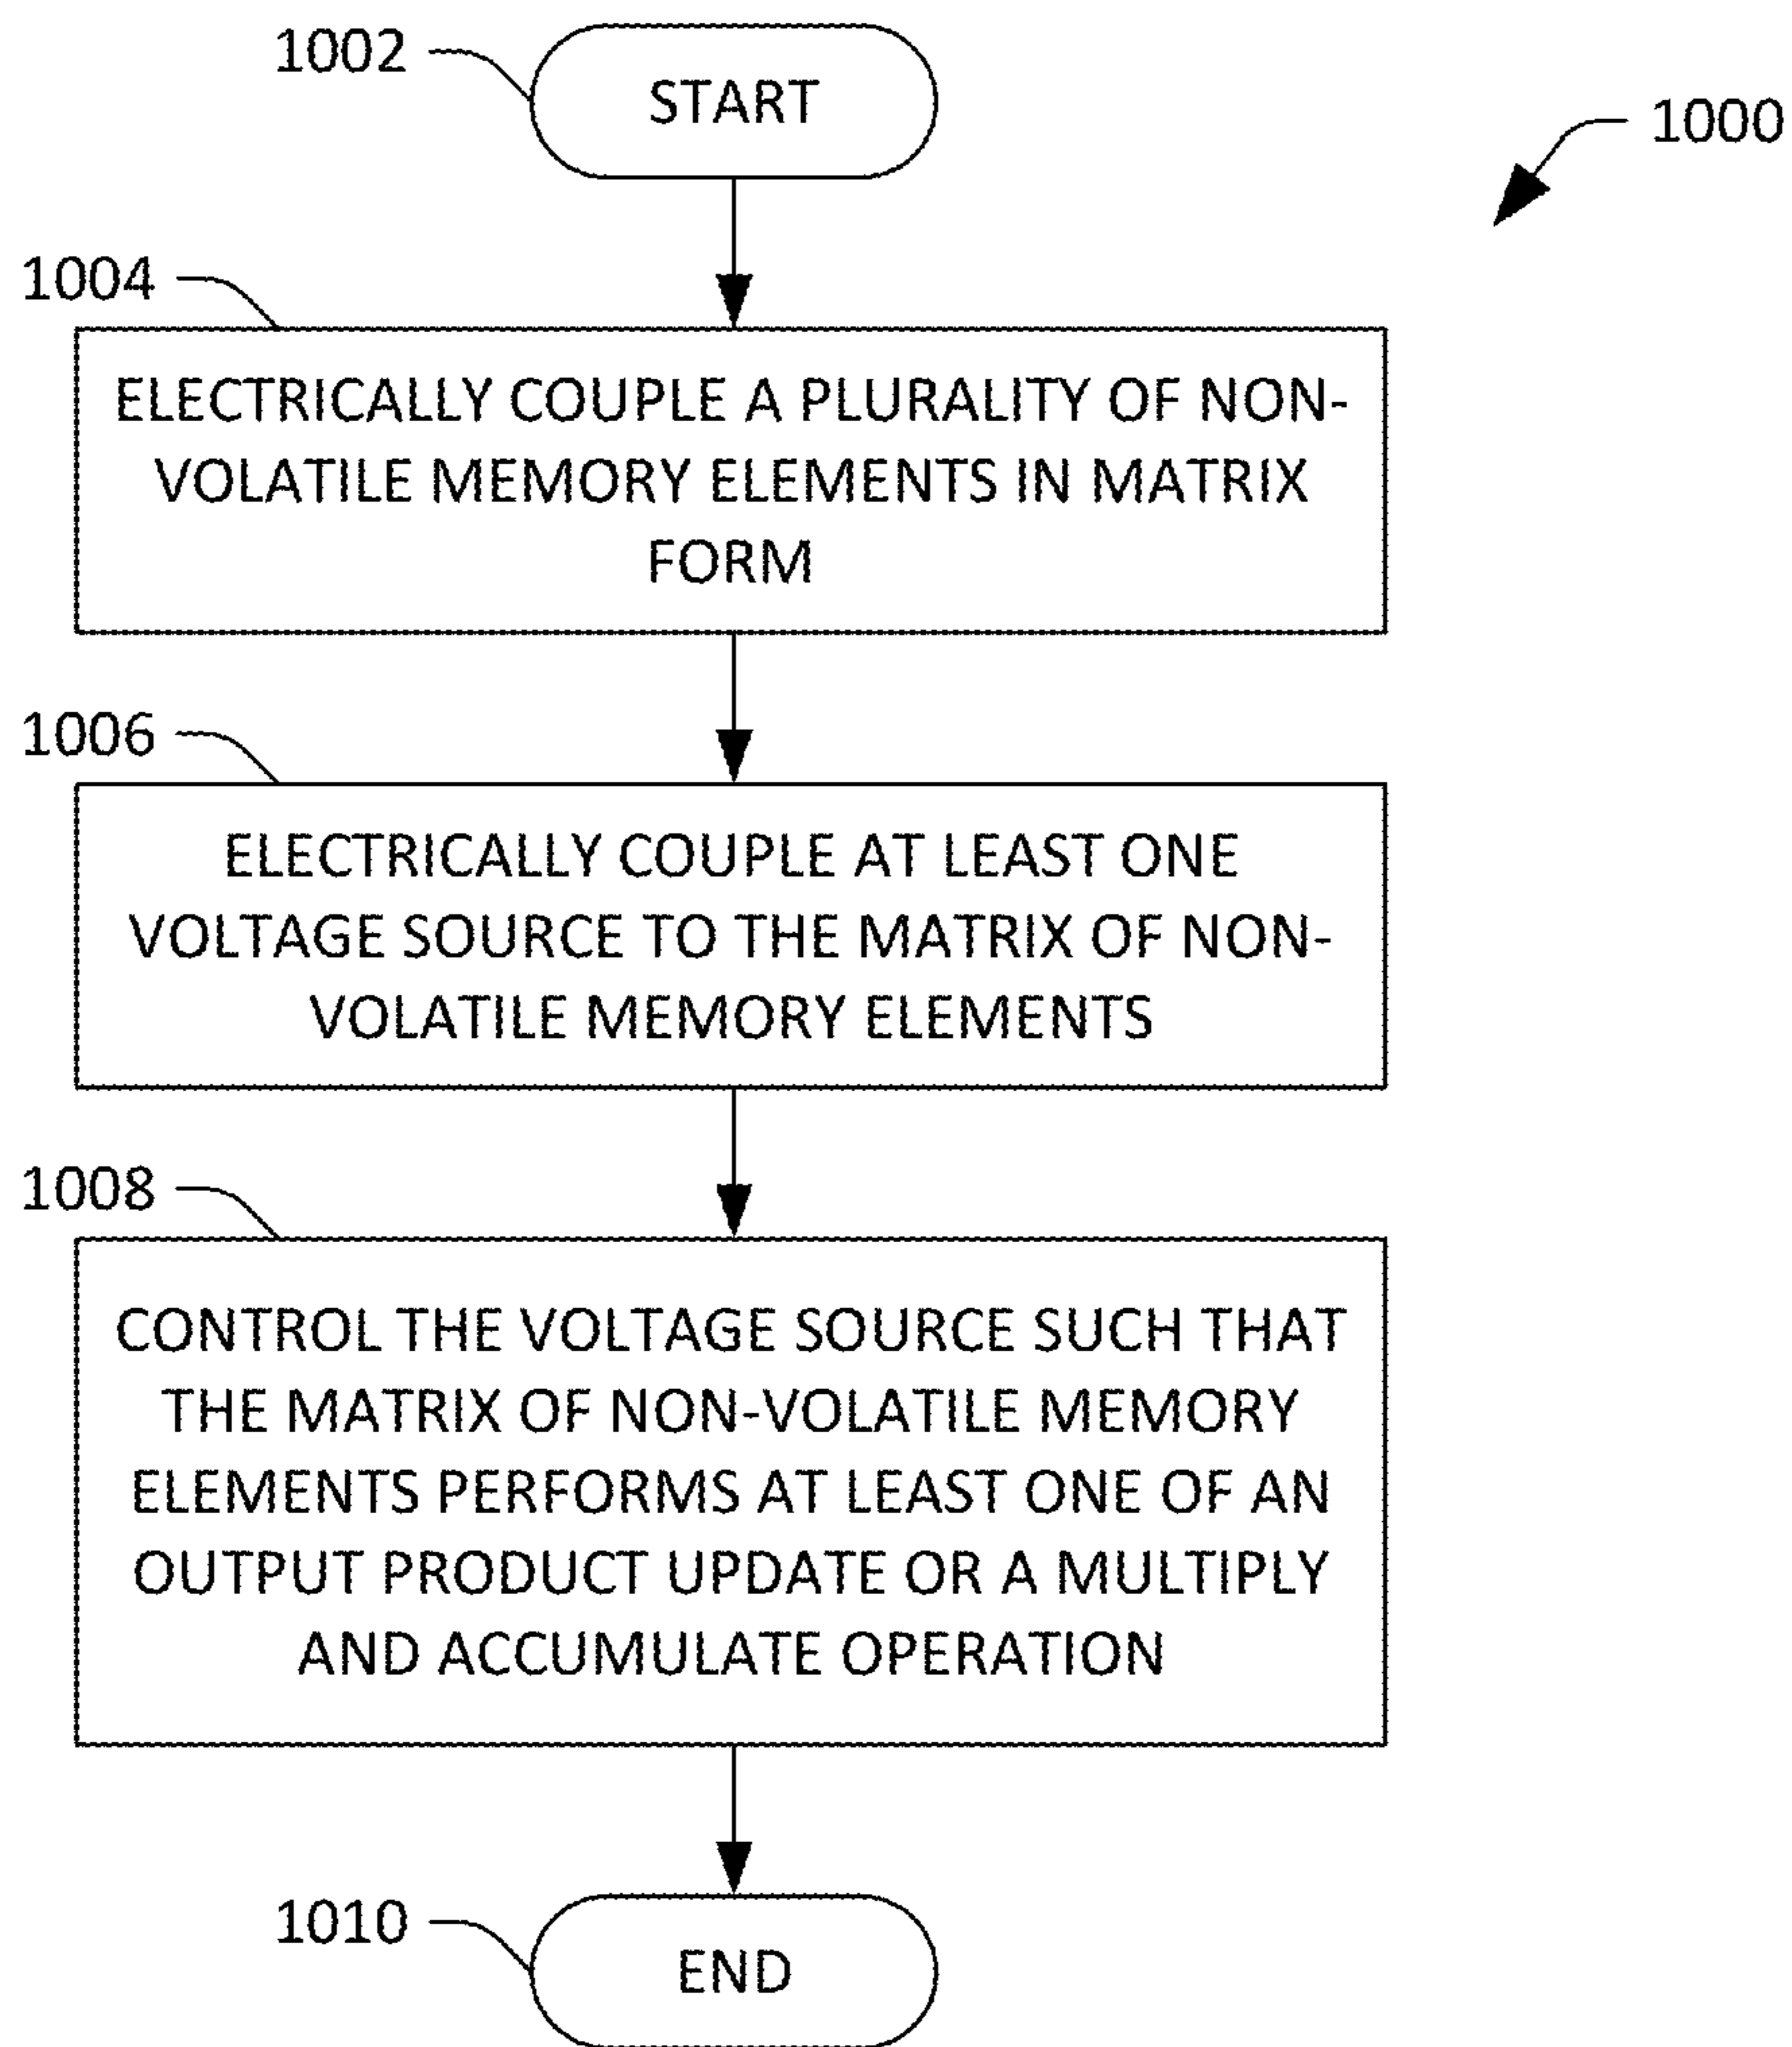 1002
START
1000
1004
ELECTRICALLY COUPLE A PLURALITY OF NON-
VOLATILE MEMORY ELEMENTS IN MATRIX
FORM
1006
ELECTRICALLY COUPLE AT LEAST ONE
VOLTAGE SOURCE TO THE MATRIX OF NON-
VOLATILE MEMORY ELEMENTS
1008
CONTROL THE VOLTAGE SOURCE SUCH THAT
THE MATRIX OF NON-VOLATILE MEMORY
ELEMENTS PERFORMS AT LEAST ONE OF AN
OUTPUT PRODUCT UPDATE OR A MULTIPLY
AND ACCUMULATE OPERATION
1010
END